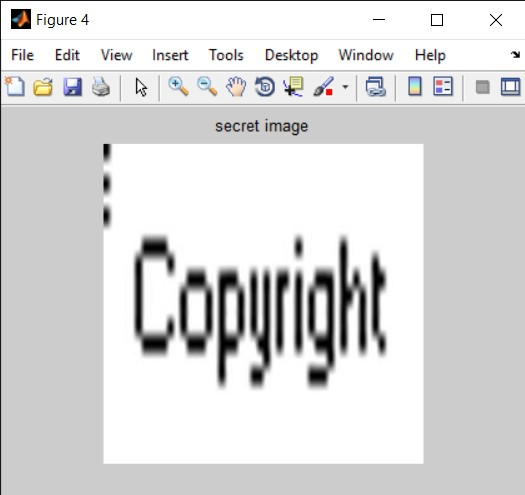 Figure 4
File Edit View Insert Tools Desktop Window Help
secret image
Copyright